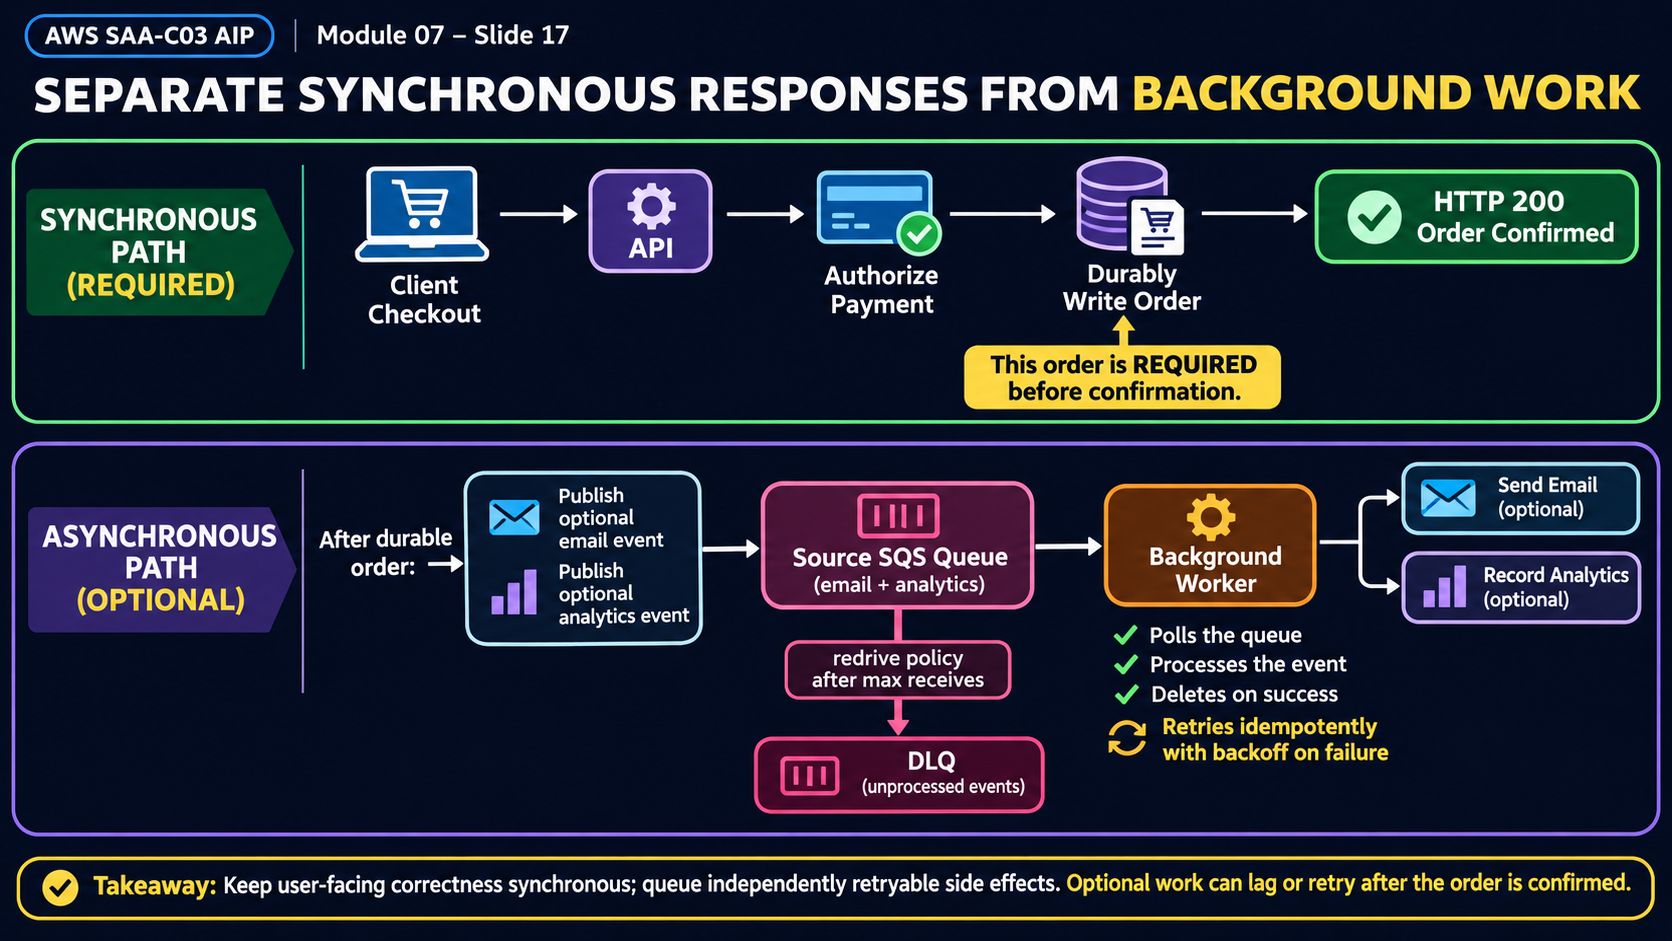 AWS SAA-C03 AIP
Module 07 – Slide 17
SEPARATE SYNCHRONOUS RESPONSES FROM BACKGROUND WORK
SYNCHRONOUS
PATH
(REQUIRED)
Client
Checkout
API
Authorize
Payment
Durably
Write Order
HTTP 200
Order Confirmed
This order is REQUIRED
before confirmation.
ASYNCHRONOUS
PATH
(OPTIONAL)
After durable
order:
Publish
optional
email event
Publish
optional
analytics event
Source SQS Queue
(email + analytics)
redrive policy
after max receives
DLQ
(unprocessed events)
Background
Worker
Polls the queue
Processes the event
Deletes on success
Retries idempotently
with backoff on failure
Send Email
(optional)
Record Analytics
(optional)
Takeaway: Keep user-facing correctness synchronous; queue independently retryable side effects. Optional work can lag or retry after the order is confirmed.